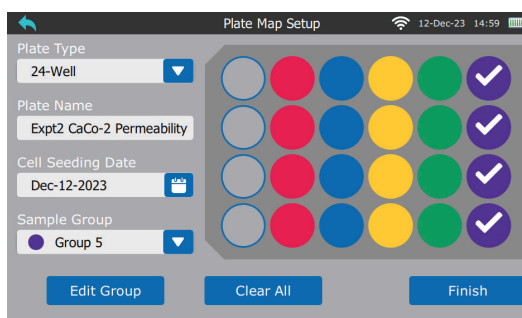 Plate Map Setup
12-Dec-23 14:59
Plate Type
24-Well
Plate Name
Expt2 CaCo-2 Permeability
Cell Seeding Date
Dec-12-2023
Sample Group
Group 5
Edit Group
Clear All
Finish